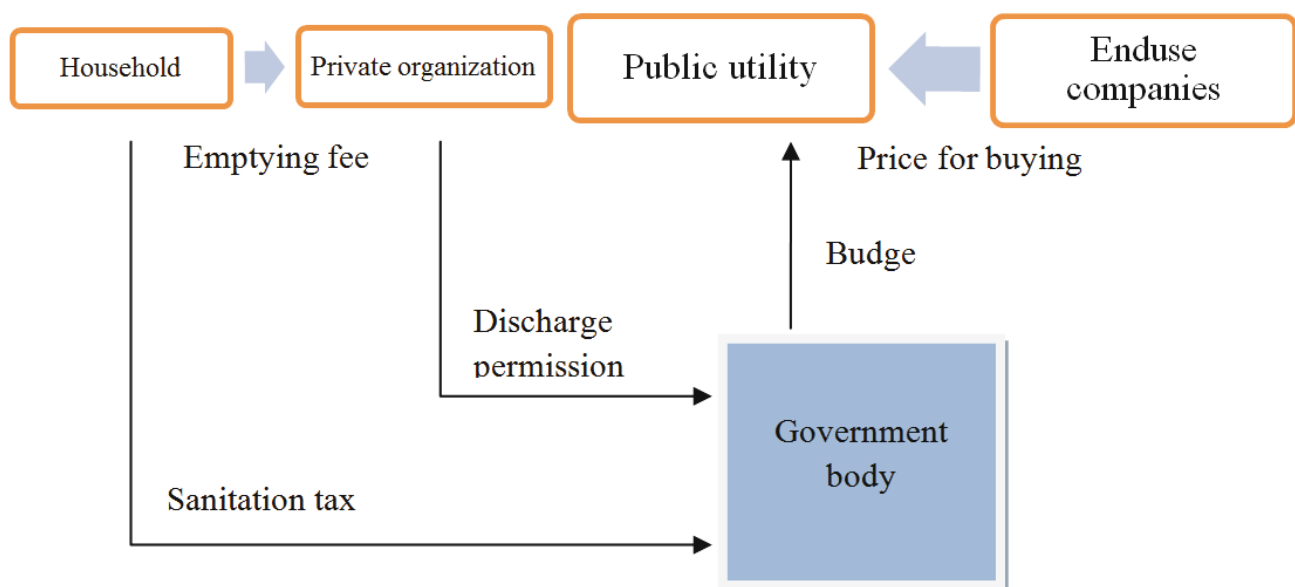 Household
Private organization
Public utility
Enduse
companies
Emptying fee
Price for buying
Budge
Discharge
permission
Government
body
Sanitation tax